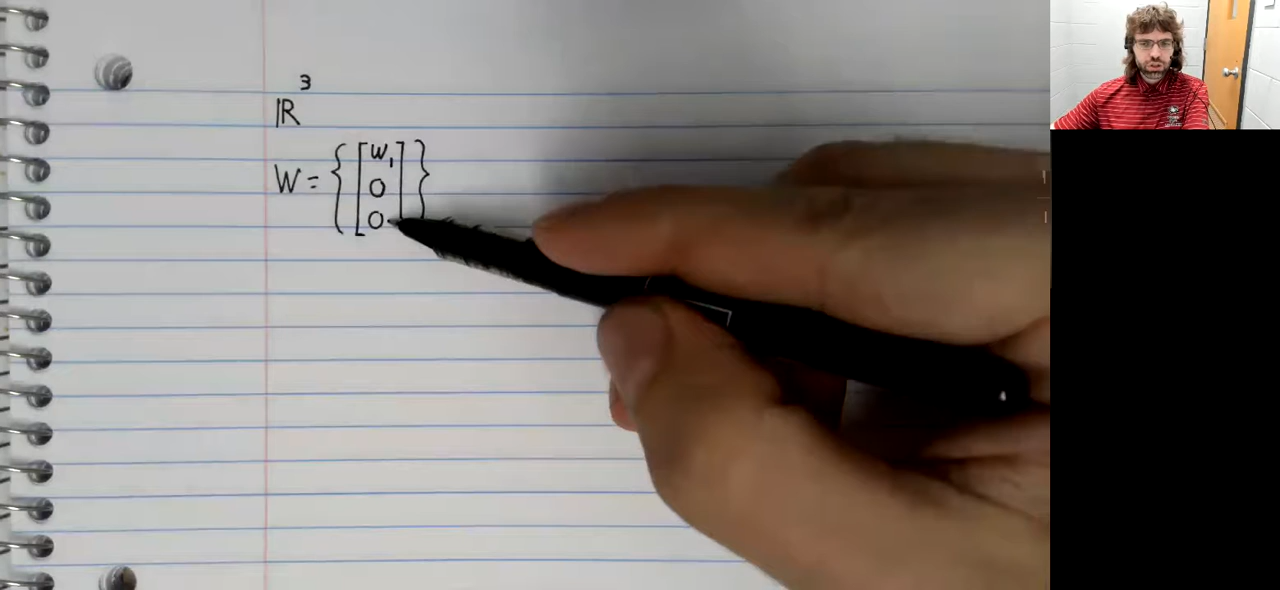 ℝ³
W = { [w₁ 0 0] }